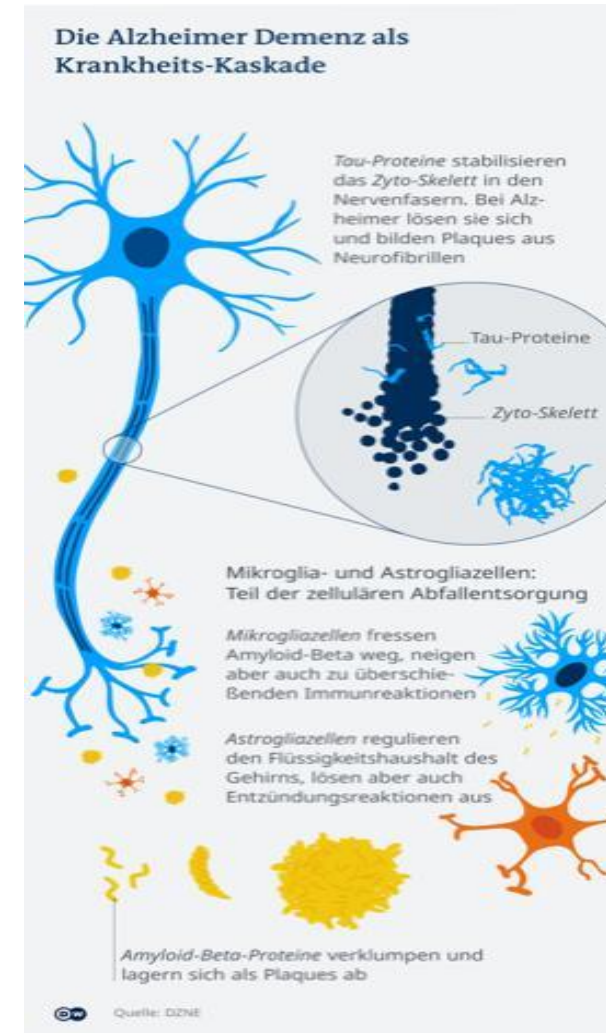 Die Alzheimer Demenz als
Krankheits-Kaskade
Tau-Proteine stabilisieren
das Zyto-Skelett in den
Nervenfasern. Bei Alz-
heimer lösen sie sich
und bilden Plaques aus
Neurofibrillen
Tau-Proteine
Zyto-Skelett
Mikroglia- und Astrogliazellen:
Teil der zellulären Abfallentsorgung
Mikrogliazellen fressen
Amyloid-Beta weg, neigen
aber auch zu überschie-
ßenden Immunreaktionen
Astrogliazellen regulieren
den Flüssigkeitshaushalt des
Gehirns, lösen aber auch
Entzündungsreaktionen aus
Amyloid-Beta-Proteine verklumpen und
lagern sich als Plaques ab
DW Quelle: DZNE